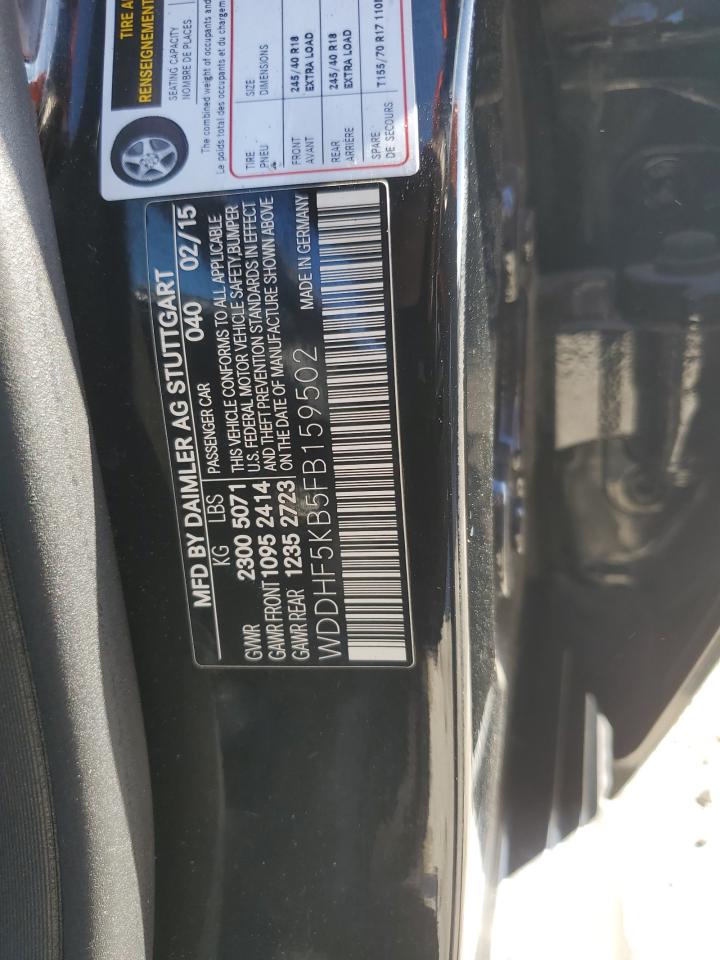 TIRE A
RENSEIGNEMENT
SEATING CAPACITY
NOMBRE DE PLACES
The combined weight of occupants and
Le poids total des occupants et du chargeme
TIRE SIZE
PNEU DIMENSIONS
FRONT 245/40 R18
AVANT EXTRA LOAD
REAR 245/40 R18
ARRIÈRE EXTRA LOAD
SPARE T155/70 R17 110
DE SECOURS
MFD BY DAIMLER AG STUTTGART
PASSENGER CAR 040 02/15
KG LBS
GVWR 2300 5071
GAWR FRONT 1095 2414
GAWR REAR 1235 2723
THIS VEHICLE CONFORMS TO ALL APPLICABLE
U.S. FEDERAL MOTOR VEHICLE SAFETY,BUMPER
AND THEFT PREVENTION STANDARDS IN EFFECT
ON THE DATE OF MANUFACTURE SHOWN ABOVE
WDDHF5KB5FB159502 MADE IN GERMANY